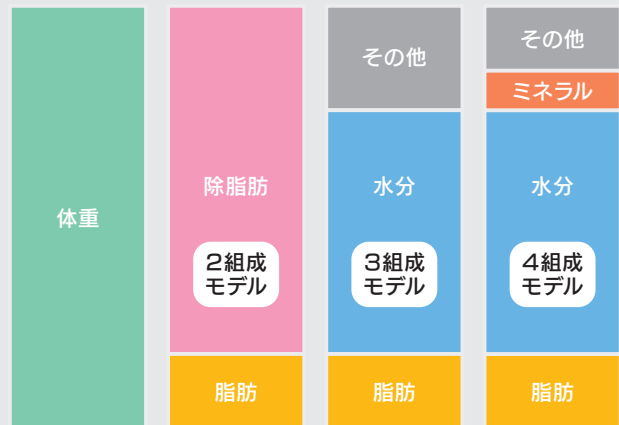 体重
除脂肪
2組成
モデル
脂肪
その他
水分
3組成
モデル
脂肪
その他
ミネラル
水分
4組成
モデル
脂肪